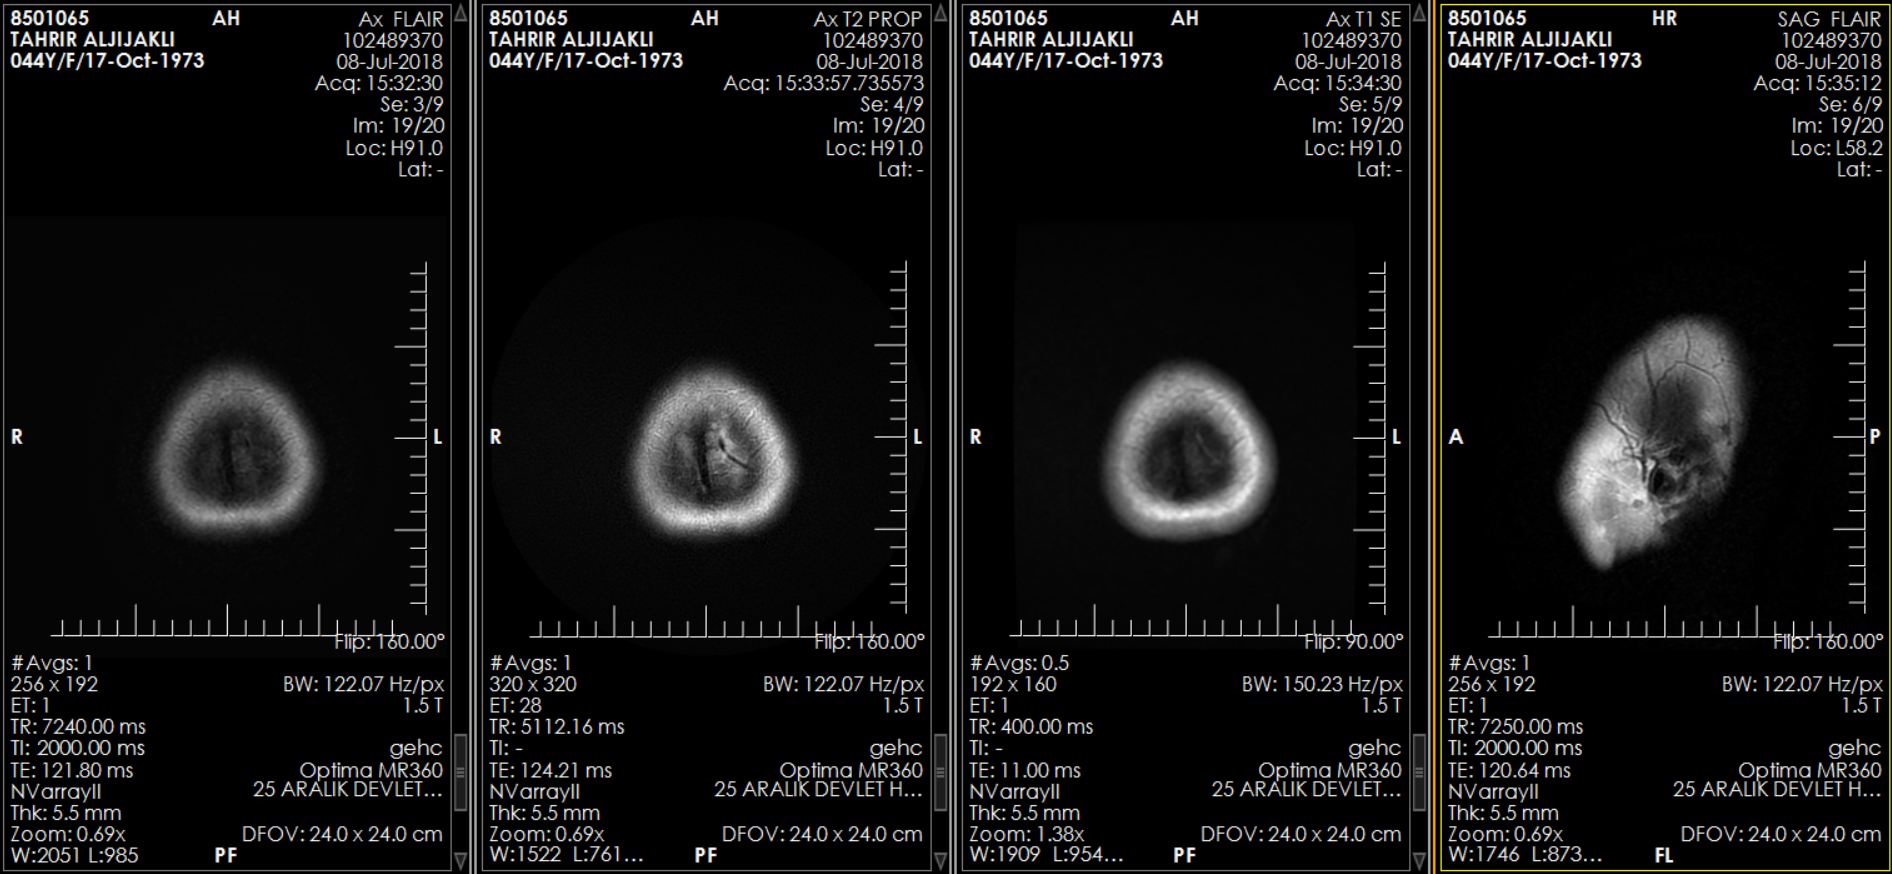 8501065 AH Ax FLAIR
TAHRIR ALJIJAKLI 102489370
044Y/F/17-Oct-1973 08-Jul-2018
Acq: 15:32:30
Se: 3/9
Im: 19/20
Loc: H91.0
Lat: -
R L
Flip: 160.00°
#Avgs: 1
256 x 192 BW: 122.07 Hz/px
ET: 1 1.5 T
TR: 7240.00 ms
TI: 2000.00 ms gehc
TE: 121.80 ms Optima MR360
NVarrayII 25 ARALIK DEVLET...
Thk: 5.5 mm
Zoom: 0.69x DFOV: 24.0 x 24.0 cm
W:2051 L:985 PF
8501065 AH Ax T2 PROP
TAHRIR ALJIJAKLI 102489370
044Y/F/17-Oct-1973 08-Jul-2018
Acq: 15:33:57.735573
Se: 4/9
Im: 19/20
Loc: H91.0
Lat: -
R L
Flip: 160.00°
#Avgs: 1
320 x 320 BW: 122.07 Hz/px
ET: 28 1.5 T
TR: 5112.16 ms
TI: - gehc
TE: 124.21 ms Optima MR360
NVarrayII 25 ARALIK DEVLET H...
Thk: 5.5 mm
Zoom: 0.69x DFOV: 24.0 x 24.0 cm
W:1522 L:761... PF
8501065 AH Ax T1 SE
TAHRIR ALJIJAKLI 102489370
044Y/F/17-Oct-1973 08-Jul-2018
Acq: 15:34:30
Se: 5/9
Im: 19/20
Loc: H91.0
Lat: -
R L
Flip: 90.00°
#Avgs: 0.5
192 x 160 BW: 150.23 Hz/px
ET: 1 1.5 T
TR: 400.00 ms
TI: - gehc
TE: 11.00 ms Optima MR360
NVarrayII 25 ARALIK DEVLET...
Thk: 5.5 mm
Zoom: 1.38x DFOV: 24.0 x 24.0 cm
W:1909 L:954... PF
8501065 HR SAG FLAIR
TAHRIR ALJIJAKLI 102489370
044Y/F/17-Oct-1973 08-Jul-2018
Acq: 15:35:12
Se: 6/9
Im: 19/20
Loc: L58.2
Lat: -
A P
Flip: 160.00°
#Avgs: 1
256 x 192 BW: 122.07 Hz/px
ET: 1 1.5 T
TR: 7250.00 ms
TI: 2000.00 ms gehc
TE: 120.64 ms Optima MR360
NVarrayII 25 ARALIK DEVLET H...
Thk: 5.5 mm
Zoom: 0.69x DFOV: 24.0 x 24.0 cm
W:1746 L:873... FL